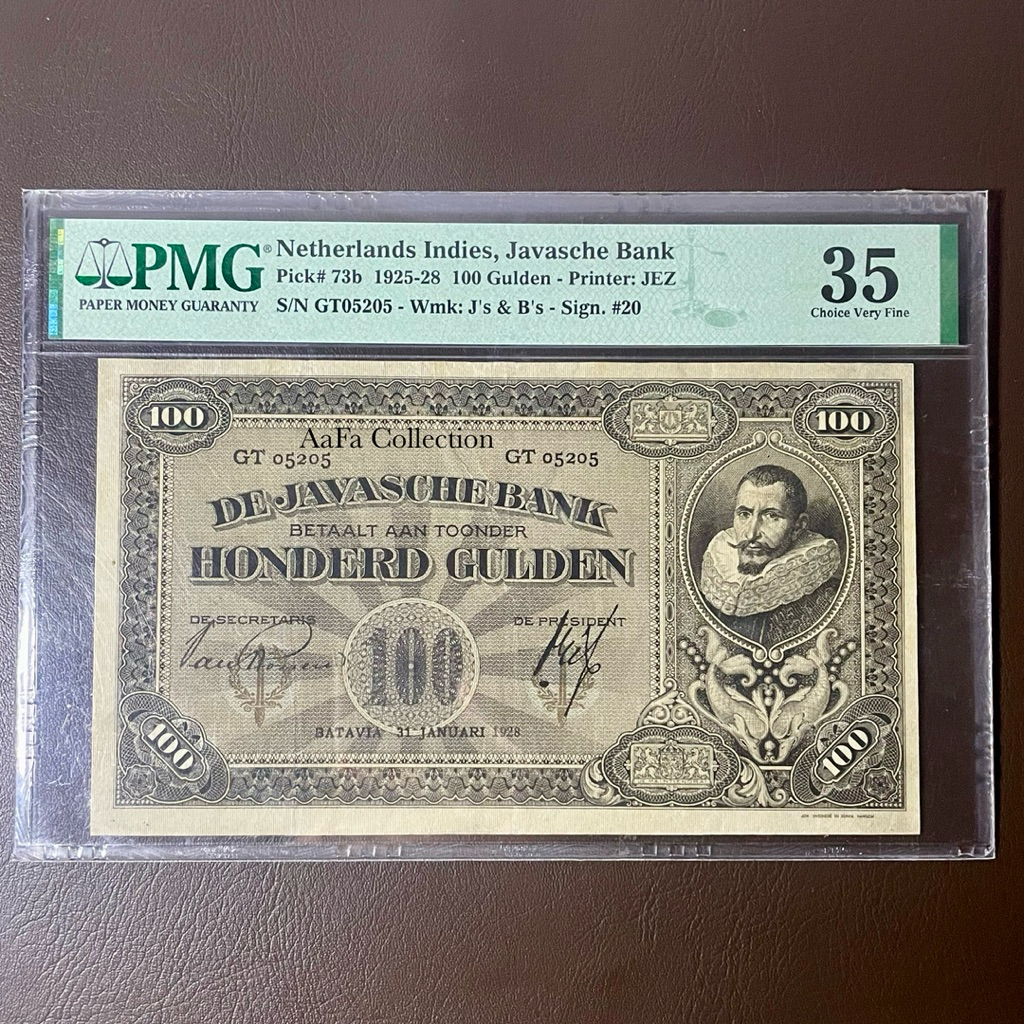 PMG®
PAPER MONEY GUARANTY
Netherlands Indies, Javasche Bank
Pick# 73b 1925-28 100 Gulden - Printer: JEZ
S/N GT05205 - Wmk: J's & B's - Sign. #20
35
Choice Very Fine
100
100
AaFa Collection
GT 05205
GT 05205
DE JAVASCHE BANK
BETAALT AAN TOONDER
HONDERD GULDEN
DE SECRETARIS
DE PRESIDENT
100
BATAVIA 31 JANUARI 1928
100
100